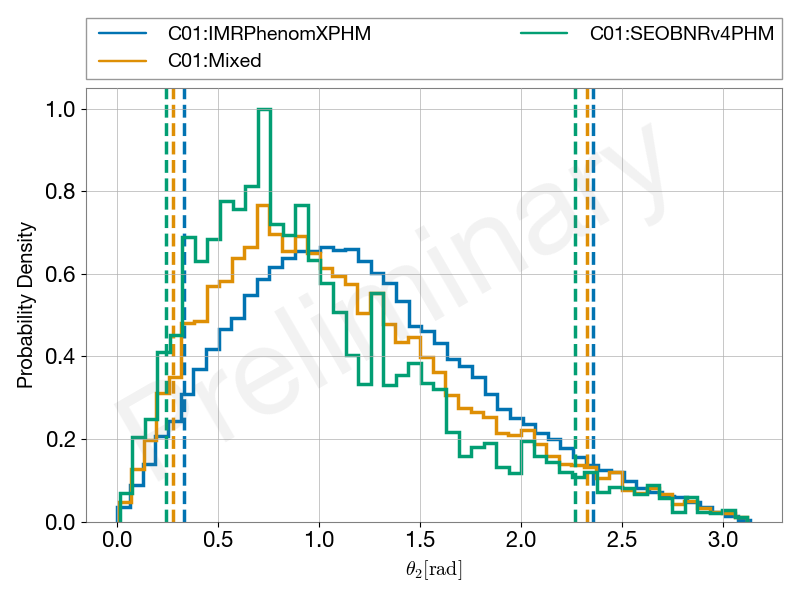 C01:IMRPhenomXPHM
C01:Mixed
C01:SEOBNRv4PHM
Preliminary
Probability Density
1.0
0.8
0.6
0.4
0.2
0.0
0.0 0.5 1.0 1.5 2.0 2.5 3.0
θ₂[rad]